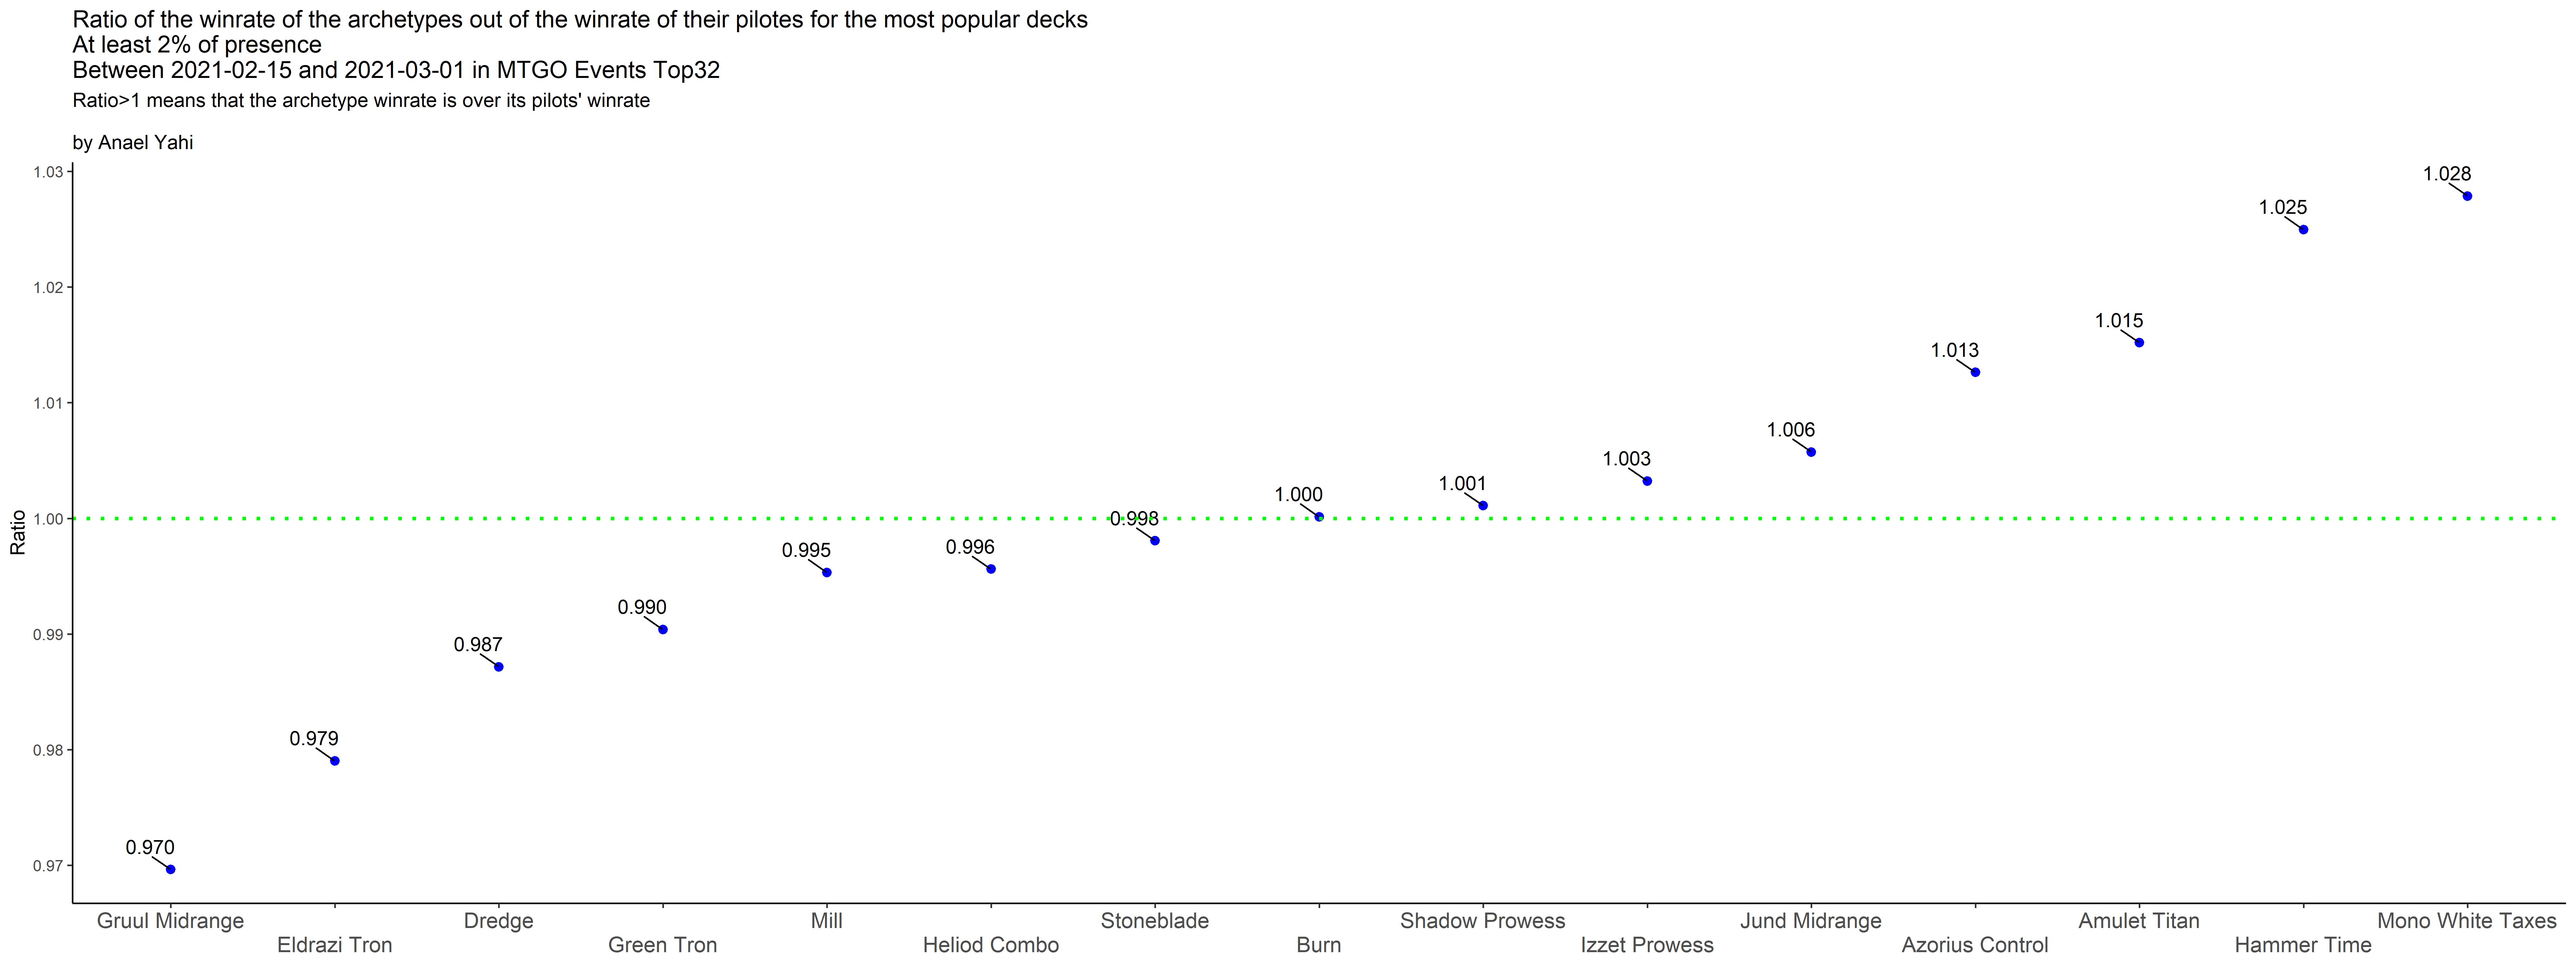 Ratio of the winrate of the archetypes out of the winrate of their pilotes for the most popular decks
At least 2% of presence
Between 2021-02-15 and 2021-03-01 in MTGO Events Top32
Ratio>1 means that the archetype winrate is over its pilots' winrate
by Anael Yahi
1.03
1.02
1.01
1.00
0.99
0.98
0.97
Ratio
0.970
0.979
0.987
0.990
0.995
0.996
0.998
1.000
1.001
1.003
1.006
1.013
1.015
1.025
1.028
Gruul Midrange
Eldrazi Tron
Dredge
Green Tron
Mill
Heliod Combo
Stoneblade
Burn
Shadow Prowess
Izzet Prowess
Jund Midrange
Azorius Control
Amulet Titan
Hammer Time
Mono White Taxes